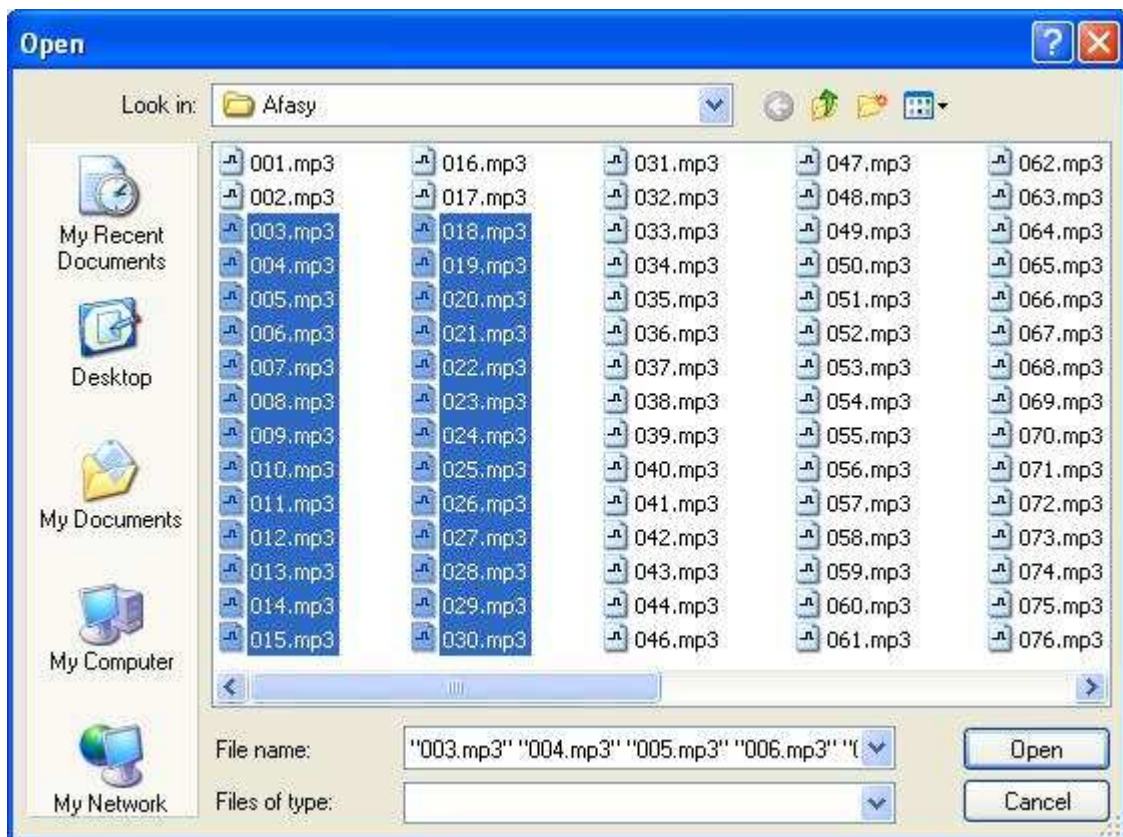 Open
Look in: Afasy
My Recent Documents
Desktop
My Documents
My Computer
My Network
001.mp3 016.mp3 031.mp3 047.mp3 062.mp3
002.mp3 017.mp3 032.mp3 048.mp3 063.mp3
003.mp3 018.mp3 033.mp3 049.mp3 064.mp3
004.mp3 019.mp3 034.mp3 050.mp3 065.mp3
005.mp3 020.mp3 035.mp3 051.mp3 066.mp3
006.mp3 021.mp3 036.mp3 052.mp3 067.mp3
007.mp3 022.mp3 037.mp3 053.mp3 068.mp3
008.mp3 023.mp3 038.mp3 054.mp3 069.mp3
009.mp3 024.mp3 039.mp3 055.mp3 070.mp3
010.mp3 025.mp3 040.mp3 056.mp3 071.mp3
011.mp3 026.mp3 041.mp3 057.mp3 072.mp3
012.mp3 027.mp3 042.mp3 058.mp3 073.mp3
013.mp3 028.mp3 043.mp3 059.mp3 074.mp3
014.mp3 029.mp3 044.mp3 060.mp3 075.mp3
015.mp3 030.mp3 046.mp3 061.mp3 076.mp3
File name: "003.mp3" "004.mp3" "005.mp3" "006.mp3" "( Open
Files of type: Cancel